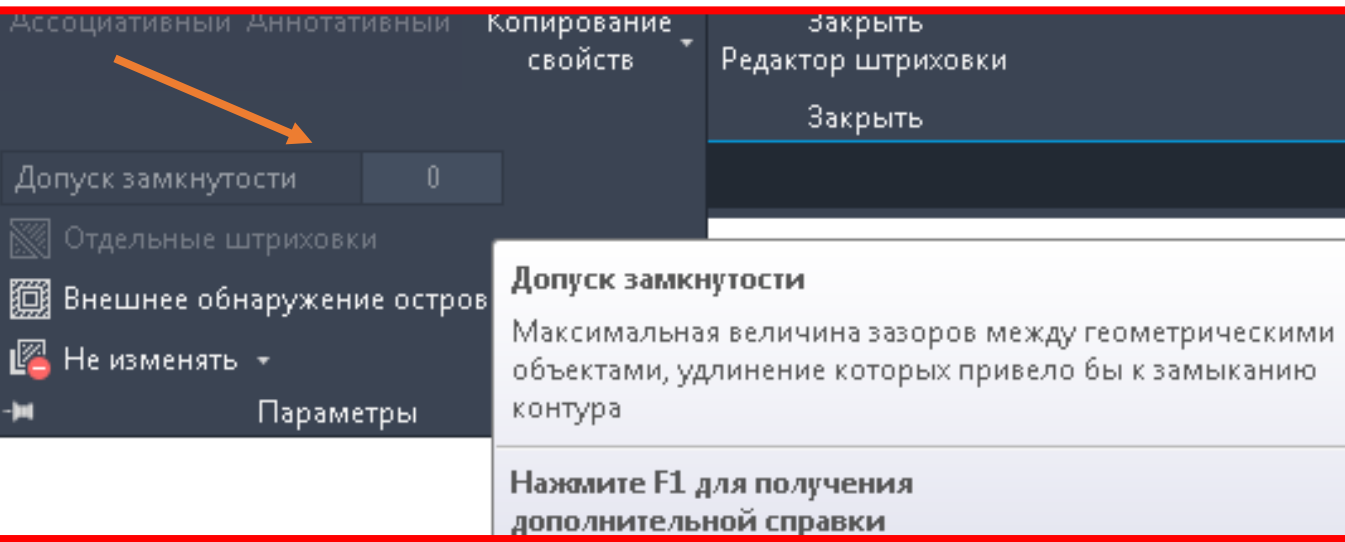 Ассоциативный Аннотативный Копирование свойств
Закрыть
Редактор штриховки
Закрыть
Допуск замкнутости 0
Отдельные штриховки
Внешнее обнаружение остров
Не изменять
Параметры
Допуск замкнутости
Максимальная величина зазоров между геометрическими
объектами, удлинение которых привело бы к замыканию
контура
Нажмите F1 для получения
дополнительной справки